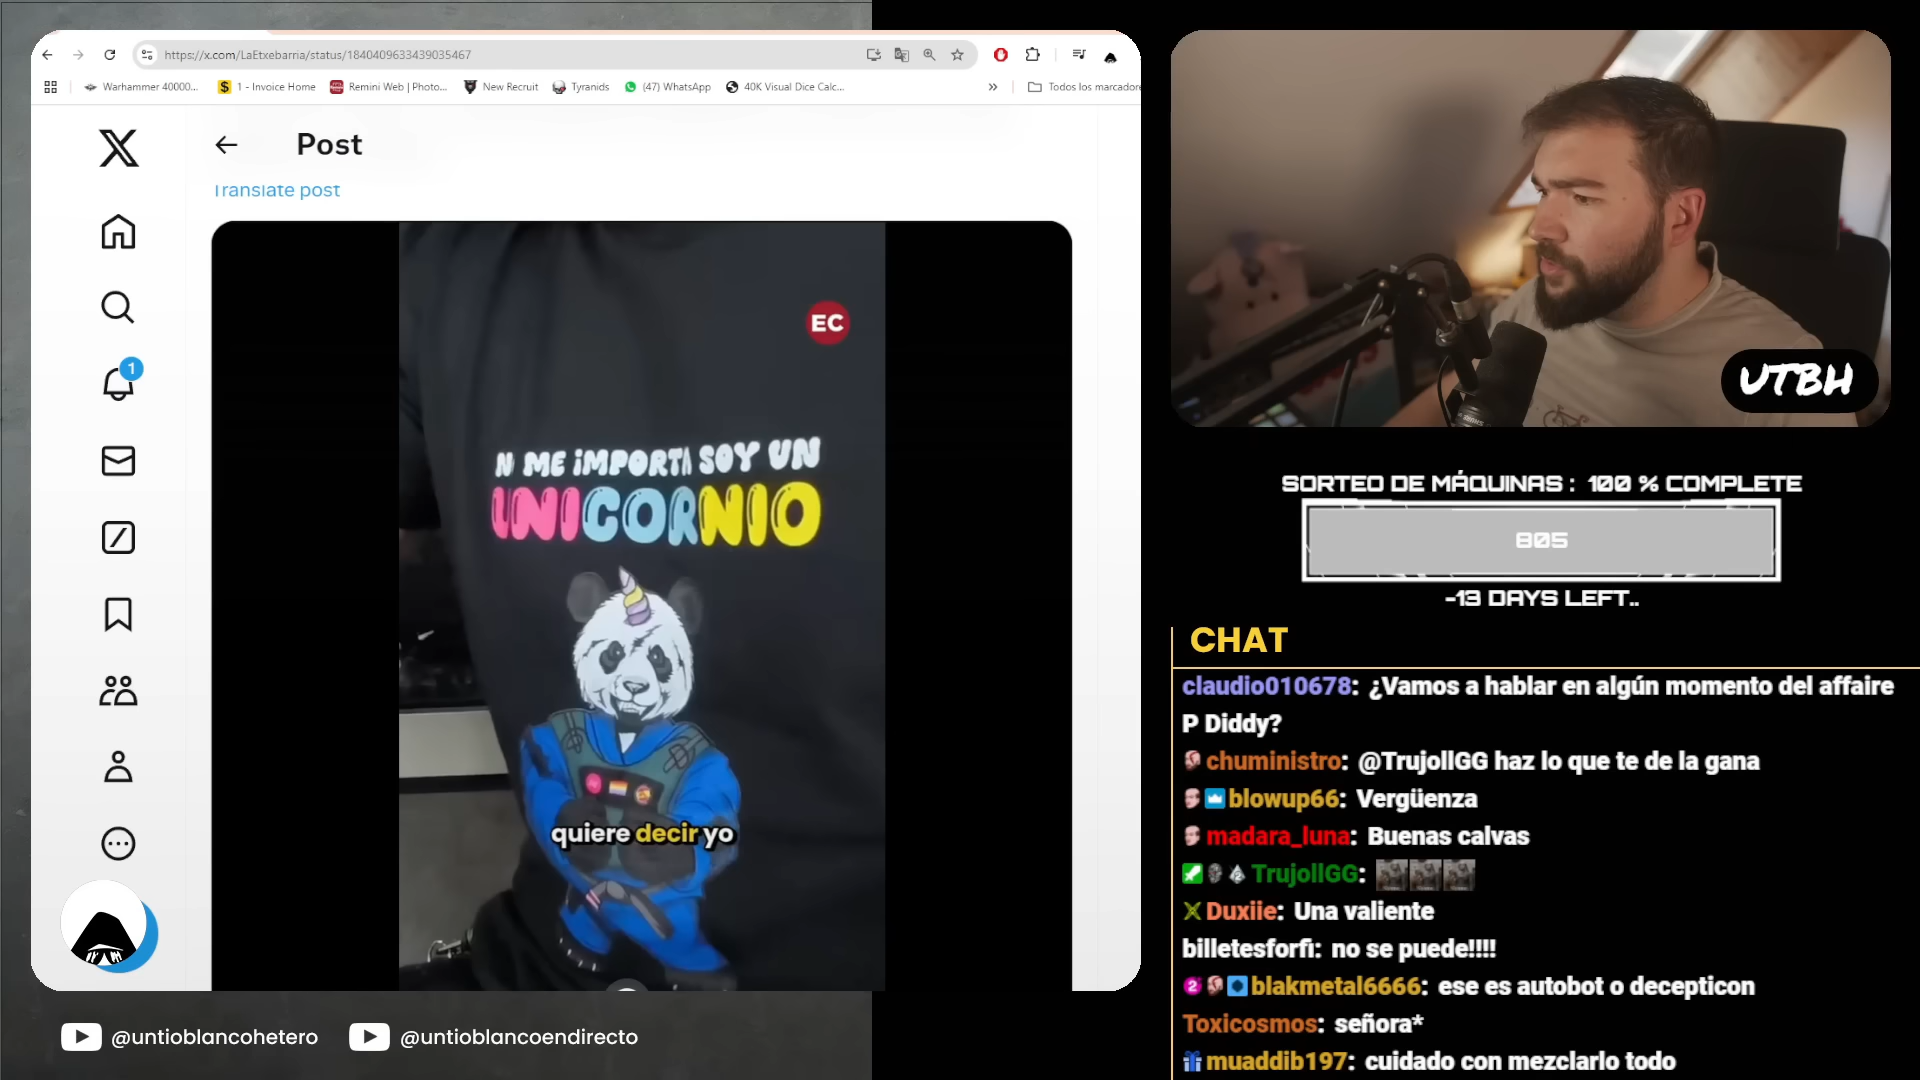 https://x.com/LaEtxebarria/status/1840409633439035467
Warhammer 40000...
1 - Invoice Home
Remini Web | Photo...
New Recruit
Tyranids
(47) WhatsApp
40K Visual Dice Calc...
»
Todos los marcadore
X
Post
Translate post
1
EC
N ME iMPORTA SOY UN
UNICORNIO
quiere decir yo
UTBH
SORTEO DE MÁQUINAS : 100 % COMPLETE
805
-13 DAYS LEFT..
CHAT
claudio010678: ¿Vamos a hablar en algún momento del affaire
P Diddy?
chuministro: @TrujollGG haz lo que te de la gana
blowup66: Vergüenza
madara_luna: Buenas calvas
TrujollGG:
Duxiie: Una valiente
billetesforfi: no se puede!!!!
blakmetal6666: ese es autobot o decepticon
Toxicosmos: señora*
muaddib197: cuidado con mezclarlo todo
@untioblancohetero
@untioblancoendirecto